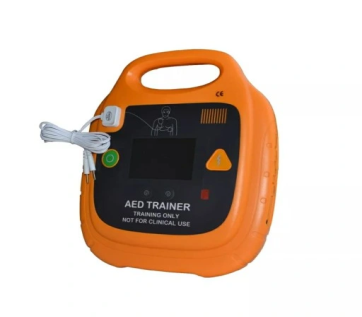 CE
AED TRAINER
TRAINING ONLY
NOT FOR CLINICAL USE